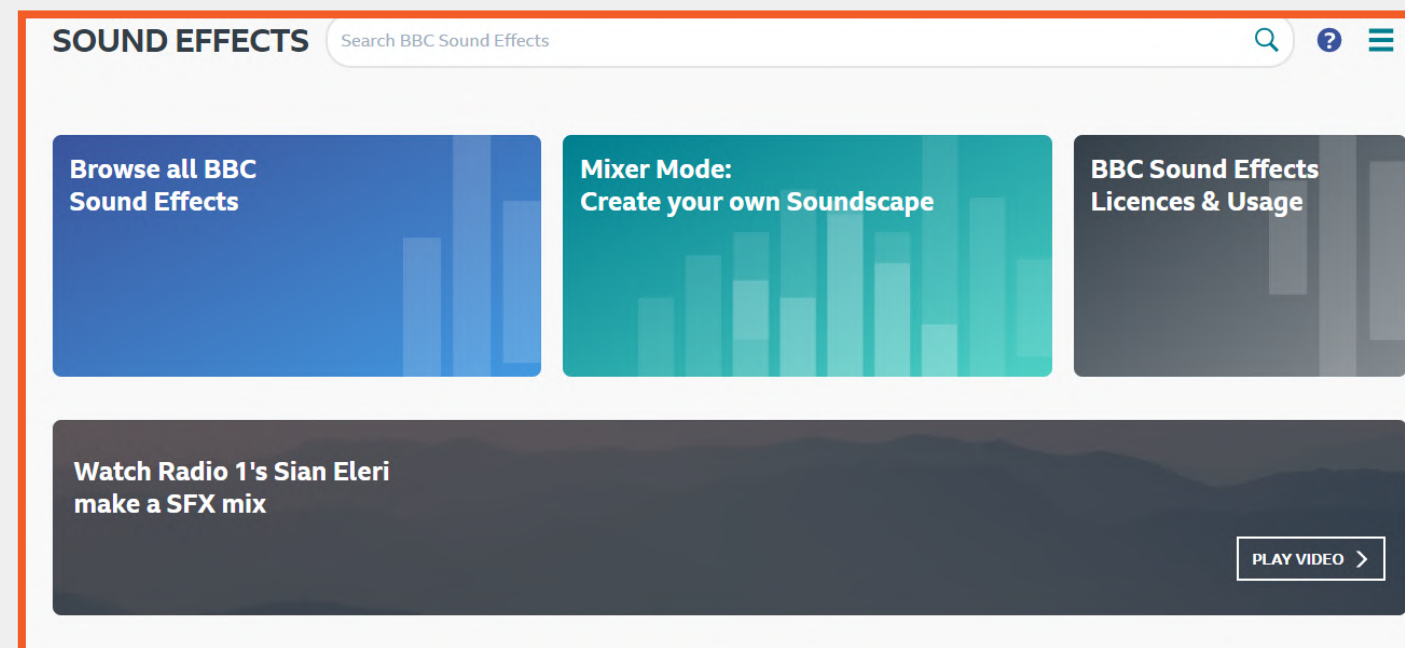 SOUND EFFECTS
Search BBC Sound Effects
?
Browse all BBC
Sound Effects
Mixer Mode:
Create your own Soundscape
BBC Sound Effects
Licences & Usage
Watch Radio 1's Sian Eleri
make a SFX mix
PLAY VIDEO